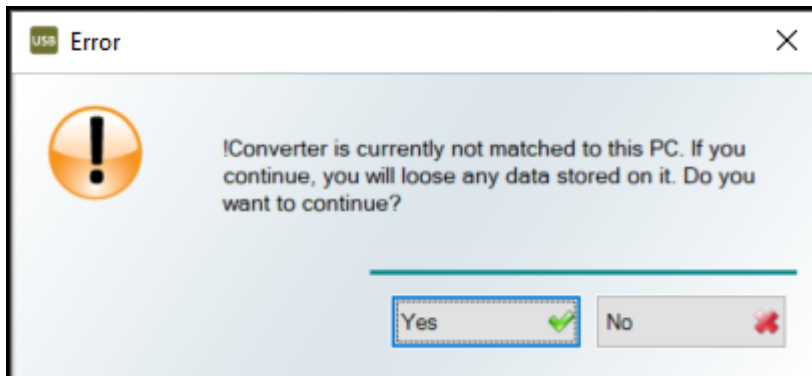 USB Error
!Converter is currently not matched to this PC. If you
continue, you will loose any data stored on it. Do you
want to continue?
Yes No